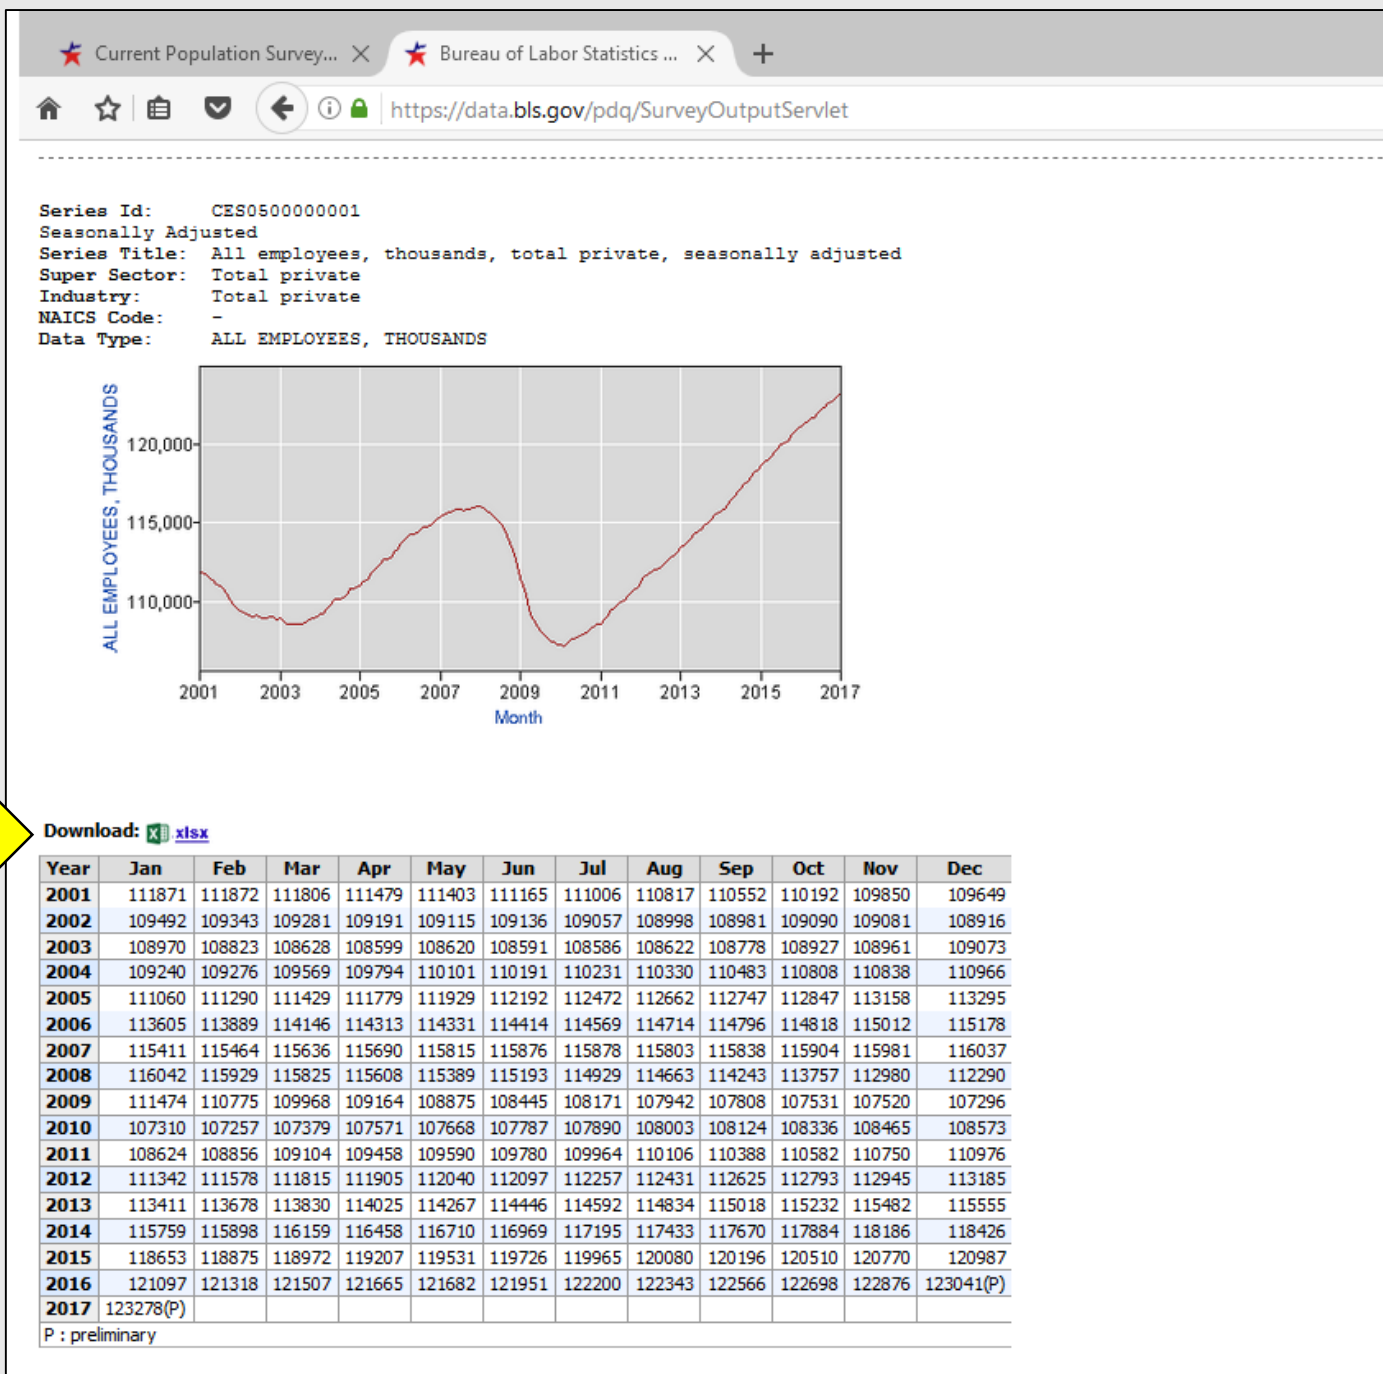 Current Population Survey...
Bureau of Labor Statistics ...
https://data.bls.gov/pdq/SurveyOutputServlet
Series Id: CES0500000001
Seasonally Adjusted
Series Title: All employees, thousands, total private, seasonally adjusted
Super Sector: Total private
Industry: Total private
NAICS Code: -
Data Type: ALL EMPLOYEES, THOUSANDS
ALL EMPLOYEES, THOUSANDS
120,000
115,000
110,000
2001 2003 2005 2007 2009 2011 2013 2015 2017
Month
Download: .xlsx
Year Jan Feb Mar Apr May Jun Jul Aug Sep Oct Nov Dec
2001 111871 111872 111806 111479 111403 111165 111006 110817 110552 110192 109850 109649
2002 109492 109343 109281 109191 109115 109136 109057 108998 108981 109090 109081 108916
2003 108970 108823 108628 108599 108620 108591 108586 108622 108778 108927 108961 109073
2004 109240 109276 109569 109794 110101 110191 110231 110330 110483 110808 110838 110966
2005 111060 111290 111429 111779 111929 112192 112472 112662 112747 112847 113158 113295
2006 113605 113889 114146 114313 114331 114414 114569 114714 114796 114818 115012 115178
2007 115411 115464 115636 115690 115815 115876 115878 115803 115838 115904 115981 116037
2008 116042 115929 115825 115608 115389 115193 114929 114663 114243 113757 112980 112290
2009 111474 110775 109968 109164 108875 108445 108171 107942 107808 107531 107520 107296
2010 107310 107257 107379 107571 107668 107787 107890 108003 108124 108336 108465 108573
2011 108624 108856 109104 109458 109590 109780 109964 110106 110388 110582 110750 110976
2012 111342 111578 111815 111905 112040 112097 112257 112431 112625 112793 112945 113185
2013 113411 113678 113830 114025 114267 114446 114592 114834 115018 115232 115482 115555
2014 115759 115898 116159 116458 116710 116969 117195 117433 117670 117884 118186 118426
2015 118653 118875 118972 119207 119531 119726 119965 120080 120196 120510 120770 120987
2016 121097 121318 121507 121665 121682 121951 122200 122343 122566 122698 122876 123041(P)
2017 123278(P)
P : preliminary